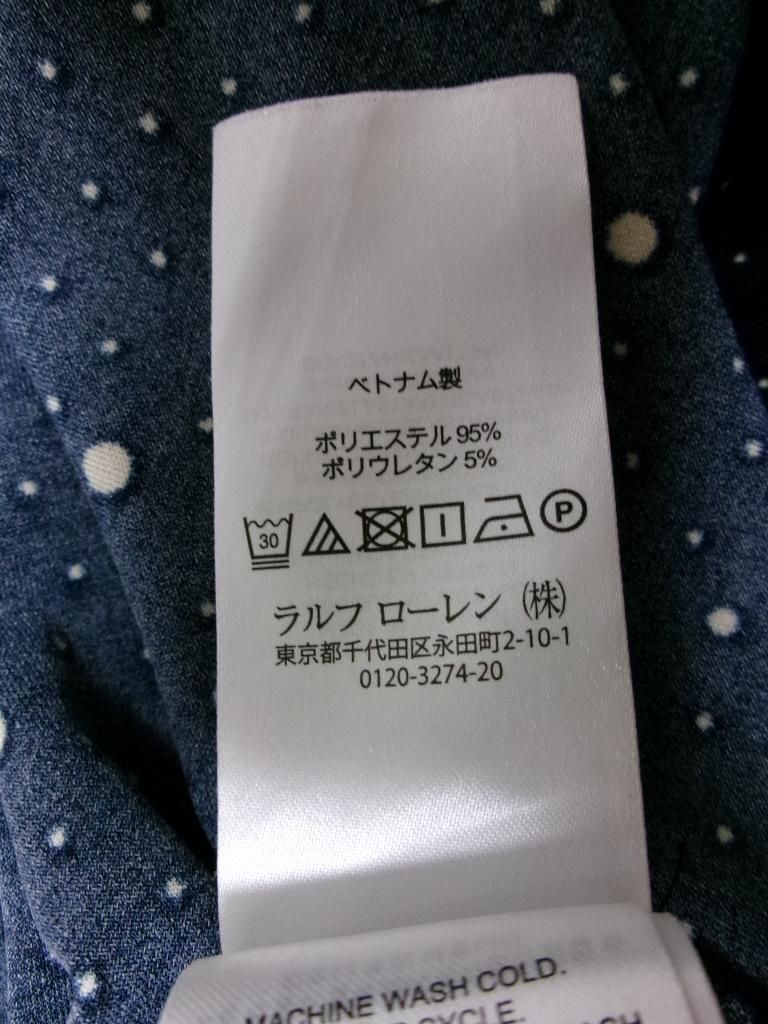 ベトナム製
ポリエステル 95%
ポリウレタン 5%
30 P
ラルフ ローレン (株)
東京都千代田区永田町2-10-1
0120-3274-20
MACHINE WASH COLD.
CYCLE.